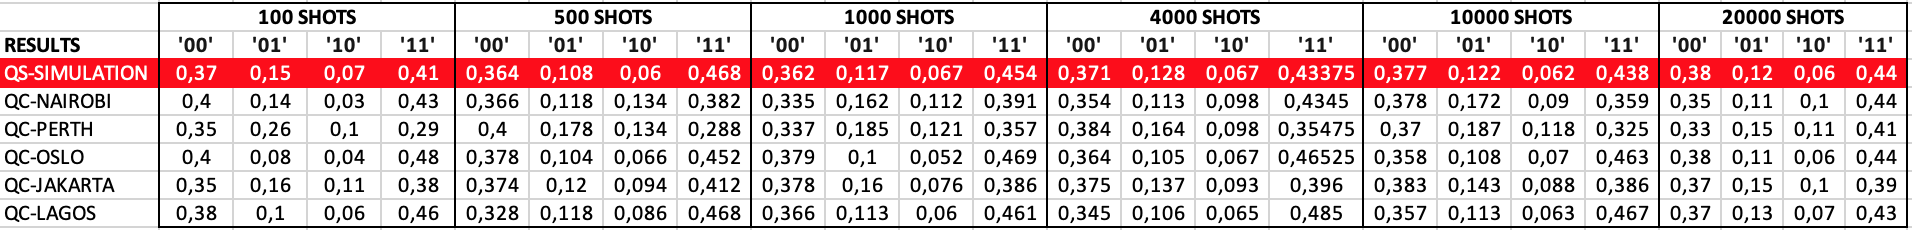 100 SHOTS 500 SHOTS 1000 SHOTS 4000 SHOTS 10000 SHOTS 20000 SHOTS
RESULTS '00' '01' '10' '11' '00' '01' '10' '11' '00' '01' '10' '11' '00' '01' '10' '11' '00' '01' '10' '11' '00' '01' '10' '11'
QS-SIMULATION 0,37 0,15 0,07 0,41 0,364 0,108 0,06 0,468 0,362 0,117 0,067 0,454 0,371 0,128 0,067 0,43375 0,377 0,122 0,062 0,438 0,38 0,12 0,06 0,44
QC-NAIROBI 0,4 0,14 0,03 0,43 0,366 0,118 0,134 0,382 0,335 0,162 0,112 0,391 0,354 0,113 0,098 0,4345 0,378 0,172 0,09 0,359 0,35 0,11 0,1 0,44
QC-PERTH 0,35 0,26 0,1 0,29 0,4 0,178 0,134 0,288 0,337 0,185 0,121 0,357 0,384 0,164 0,098 0,35475 0,37 0,187 0,118 0,325 0,33 0,15 0,11 0,41
QC-OSLO 0,4 0,08 0,04 0,48 0,378 0,104 0,066 0,452 0,379 0,1 0,052 0,469 0,364 0,105 0,067 0,46525 0,358 0,108 0,07 0,463 0,38 0,11 0,06 0,44
QC-JAKARTA 0,35 0,16 0,11 0,38 0,374 0,12 0,094 0,412 0,378 0,16 0,076 0,386 0,375 0,137 0,093 0,396 0,383 0,143 0,088 0,386 0,37 0,15 0,1 0,39
QC-LAGOS 0,38 0,1 0,06 0,46 0,328 0,118 0,086 0,468 0,366 0,113 0,06 0,461 0,345 0,106 0,065 0,485 0,357 0,113 0,063 0,467 0,37 0,13 0,07 0,43